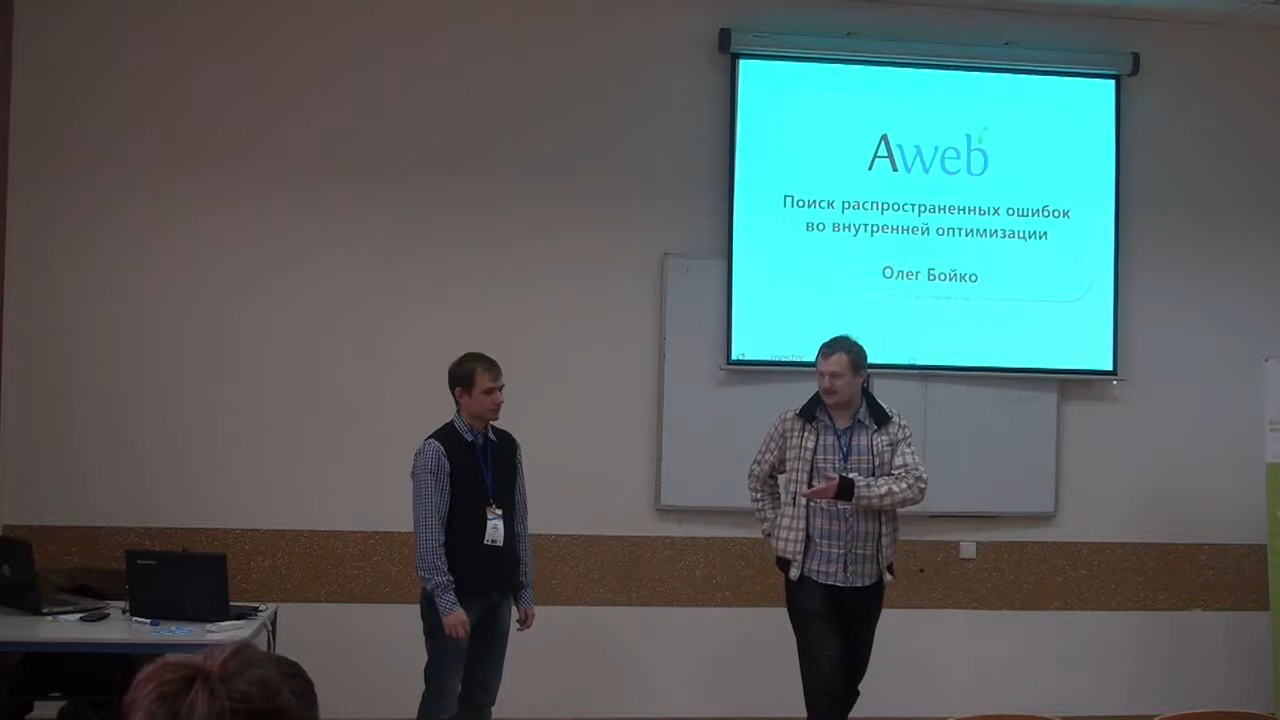 Aweb
Поиск распространенных ошибок
во внутренней оптимизации
Олег Бойко